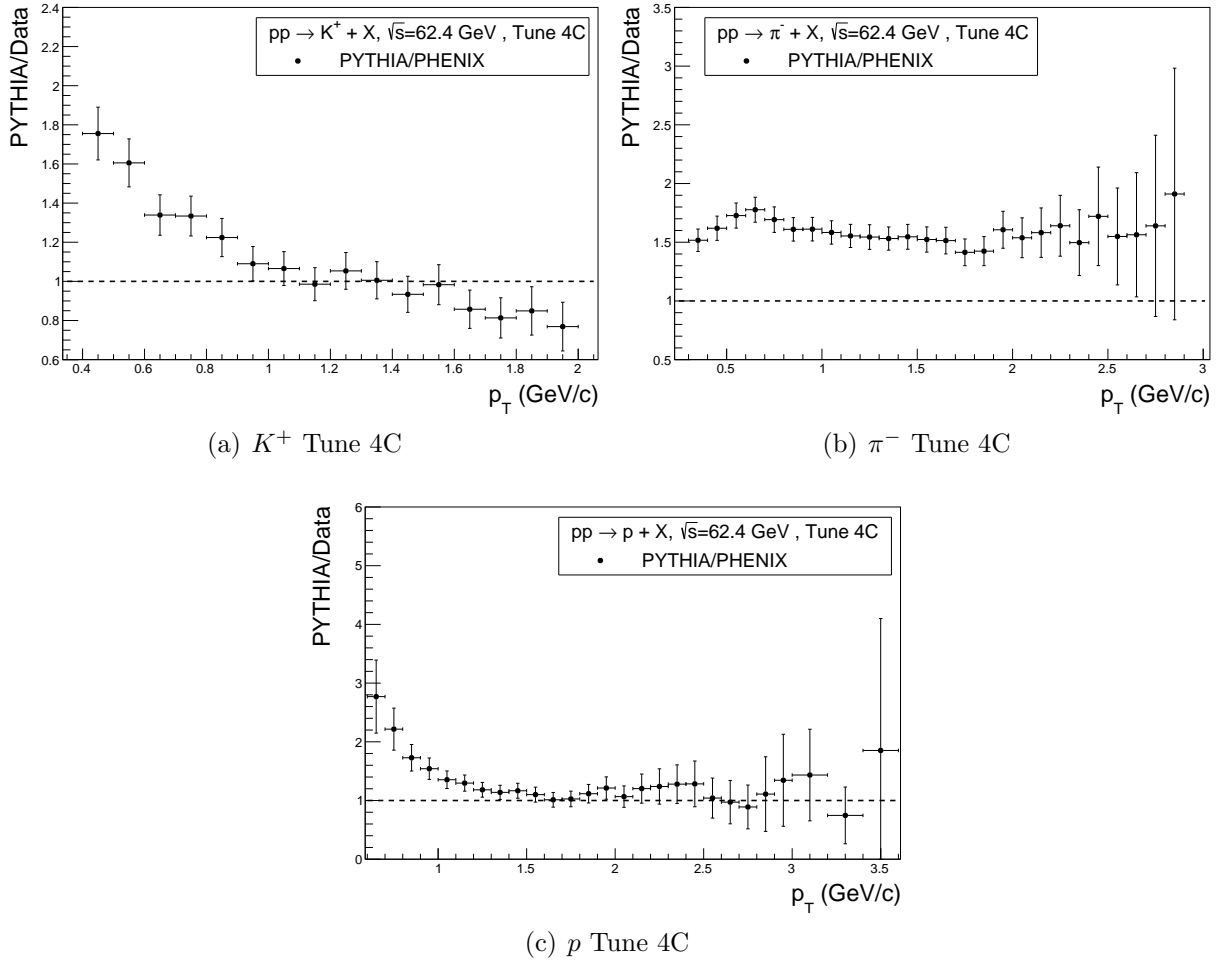 PYTHIA/Data
2.4
2.2
2
1.8
1.6
1.4
1.2
1
0.8
0.6
pp → K⁺ + X, √s=62.4 GeV , Tune 4C
PYTHIA/PHENIX
0.4 0.6 0.8 1 1.2 1.4 1.6 1.8 2
p_T (GeV/c)
(a) K⁺ Tune 4C
PYTHIA/Data
3.5
3
2.5
2
1.5
1
0.5
pp → π⁻ + X, √s=62.4 GeV , Tune 4C
PYTHIA/PHENIX
0.5 1 1.5 2 2.5 3
p_T (GeV/c)
(b) π⁻ Tune 4C
PYTHIA/Data
6
5
4
3
2
1
0
pp → p + X, √s=62.4 GeV , Tune 4C
PYTHIA/PHENIX
1 1.5 2 2.5 3 3.5
p_T (GeV/c)
(c) p Tune 4C